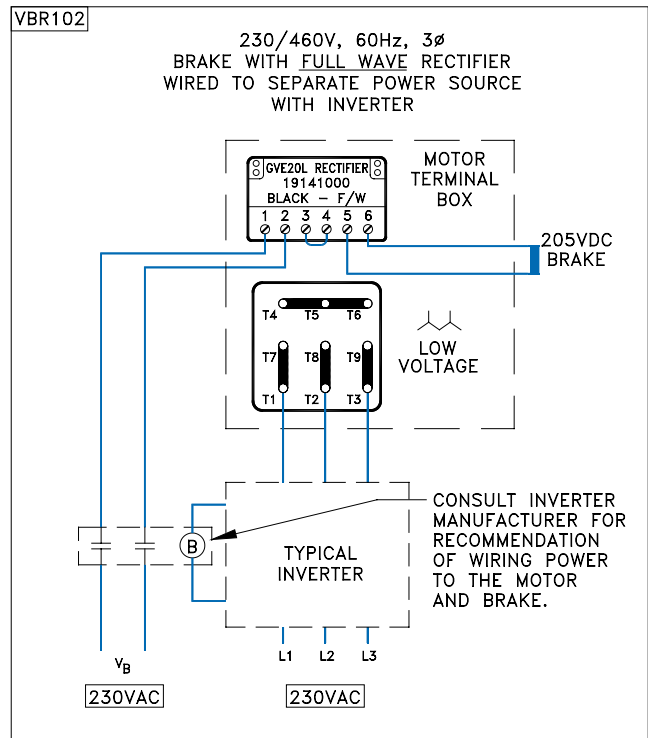 VBR102
230/460V, 60Hz, 3ø
BRAKE WITH FULL WAVE RECTIFIER
WIRED TO SEPARATE POWER SOURCE
WITH INVERTER
GVE20L RECTIFIER
19141000
BLACK - F/W
1 2 3 4 5 6
MOTOR
TERMINAL
BOX
205VDC
BRAKE
T4 T5 T6
T7 T8 T9
T1 T2 T3
LOW
VOLTAGE
B
TYPICAL
INVERTER
CONSULT INVERTER
MANUFACTURER FOR
RECOMMENDATION
OF WIRING POWER
TO THE MOTOR
AND BRAKE.
VB
L1 L2 L3
230VAC
230VAC